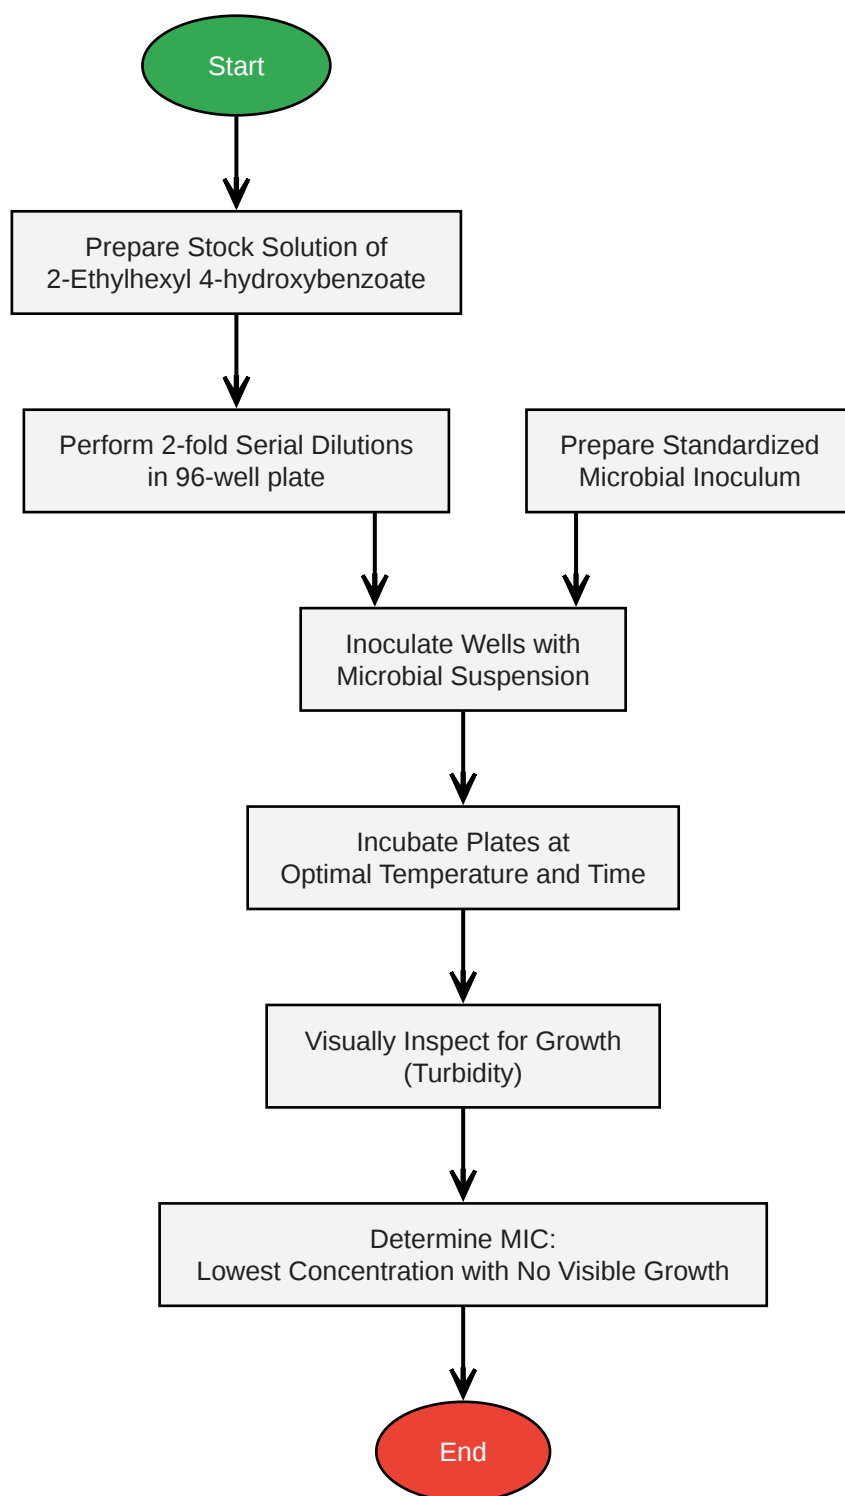 Start
Prepare Stock Solution of
2-Ethylhexyl 4-hydroxybenzoate
Perform 2-fold Serial Dilutions
in 96-well plate
Prepare Standardized
Microbial Inoculum
Inoculate Wells with
Microbial Suspension
Incubate Plates at
Optimal Temperature and Time
Visually Inspect for Growth
(Turbidity)
Determine MIC:
Lowest Concentration with No Visible Growth
End